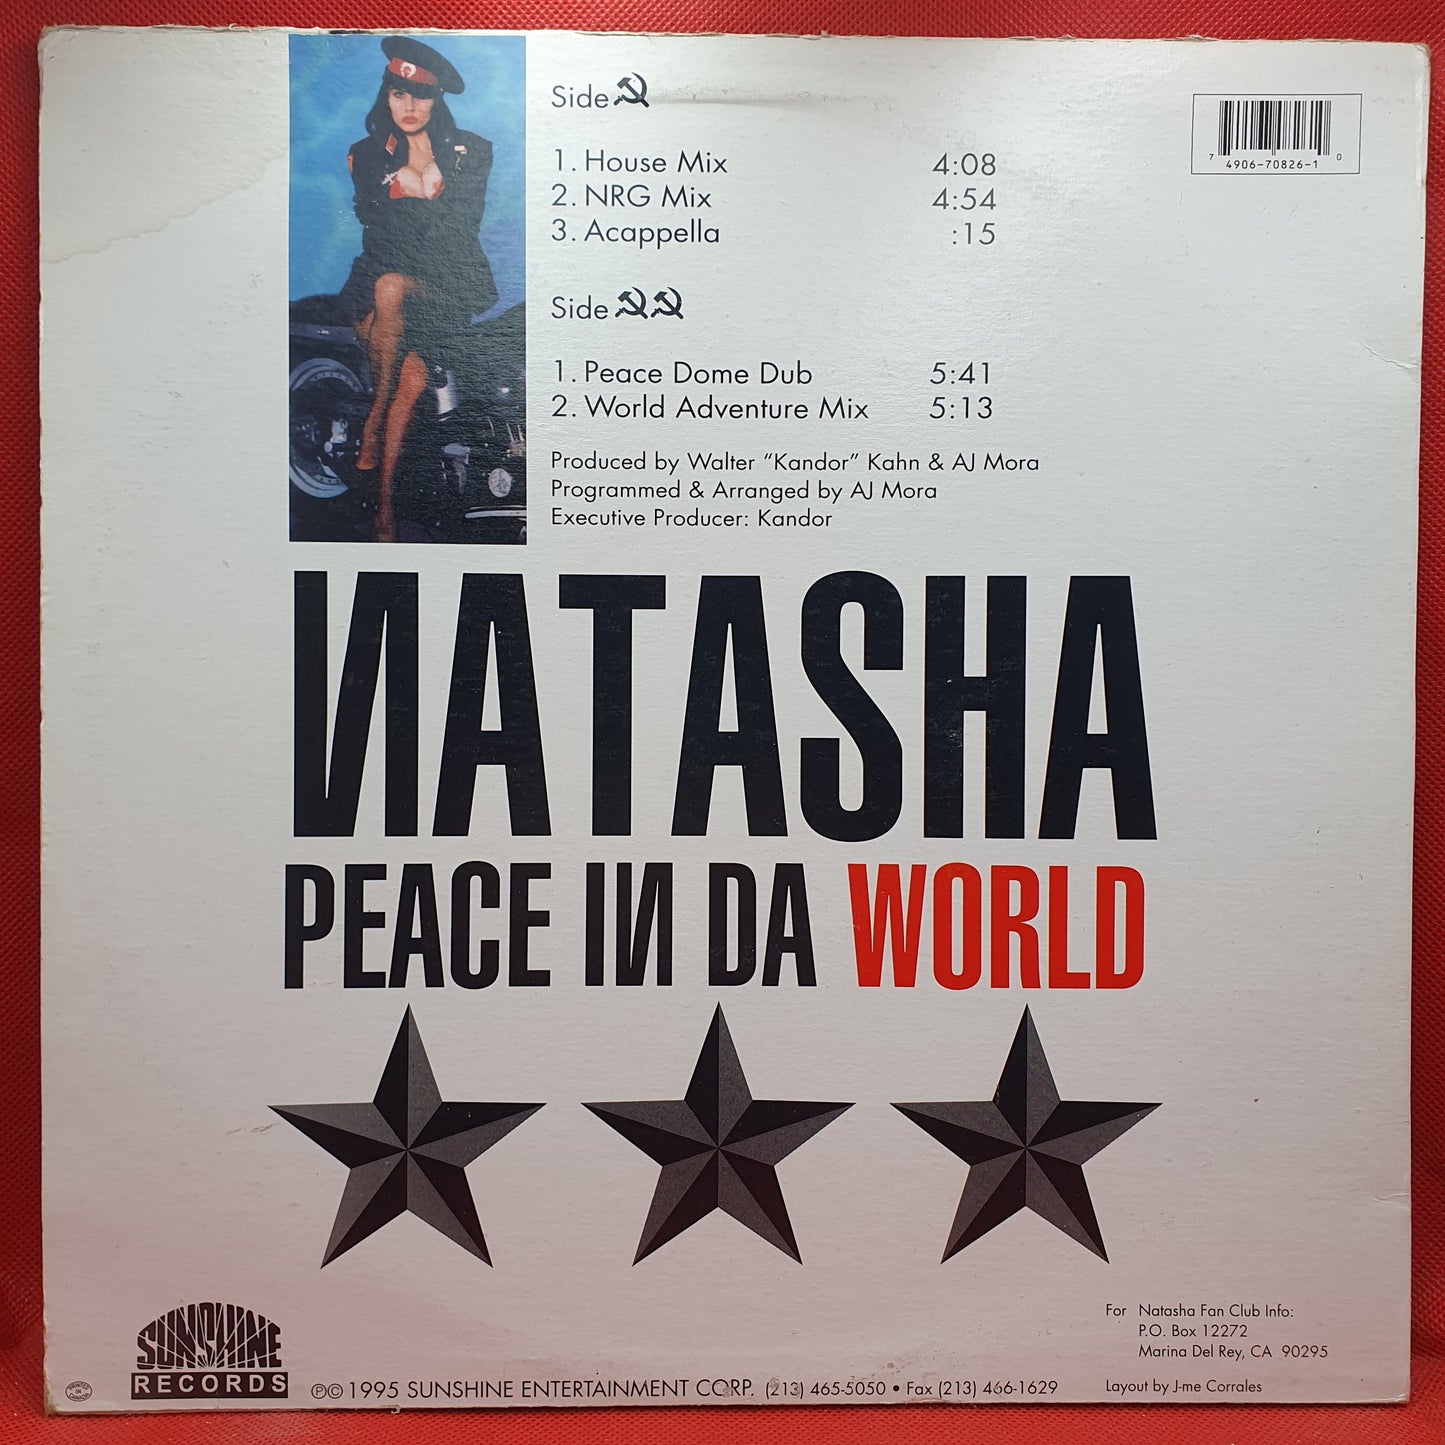 Side ☭
1. House Mix 4:08
2. NRG Mix 4:54
3. Acappella :15
Side ☭☭
1. Peace Dome Dub 5:41
2. World Adventure Mix 5:13
Produced by Walter “Kandor” Kahn & AJ Mora
Programmed & Arranged by AJ Mora
Executive Producer: Kandor
7 4906-70826-1 0
ИATASHA
PEACE IИ DA WORLD
SUNSHINE
RECORDS
PRINTED IN CANADA
℗© 1995 SUNSHINE ENTERTAINMENT CORP. (213) 465-5050 • Fax (213) 466-1629
For Natasha Fan Club Info:
P.O. Box 12272
Marina Del Rey, CA 90295
Layout by J-me Corrales